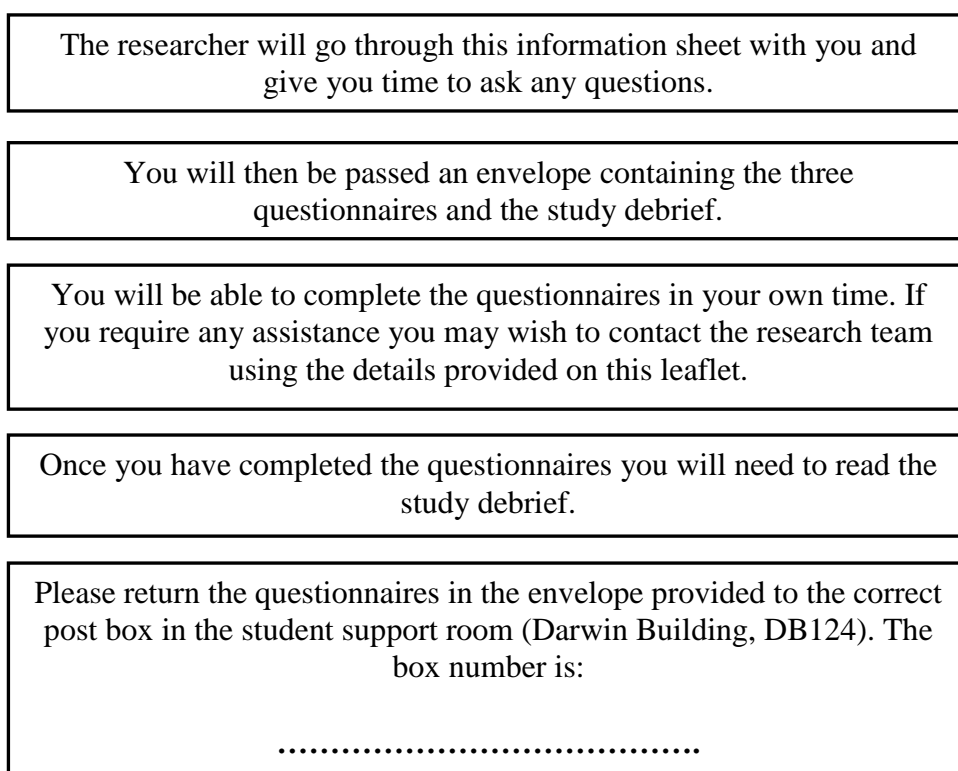 The researcher will go through this information sheet with you and
give you time to ask any questions.
You will then be passed an envelope containing the three
questionnaires and the study debrief.
You will be able to complete the questionnaires in your own time. If
you require any assistance you may wish to contact the research team
using the details provided on this leaflet.
Once you have completed the questionnaires you will need to read the
study debrief.
Please return the questionnaires in the envelope provided to the correct
post box in the student support room (Darwin Building, DB124). The
box number is:
………………………………….